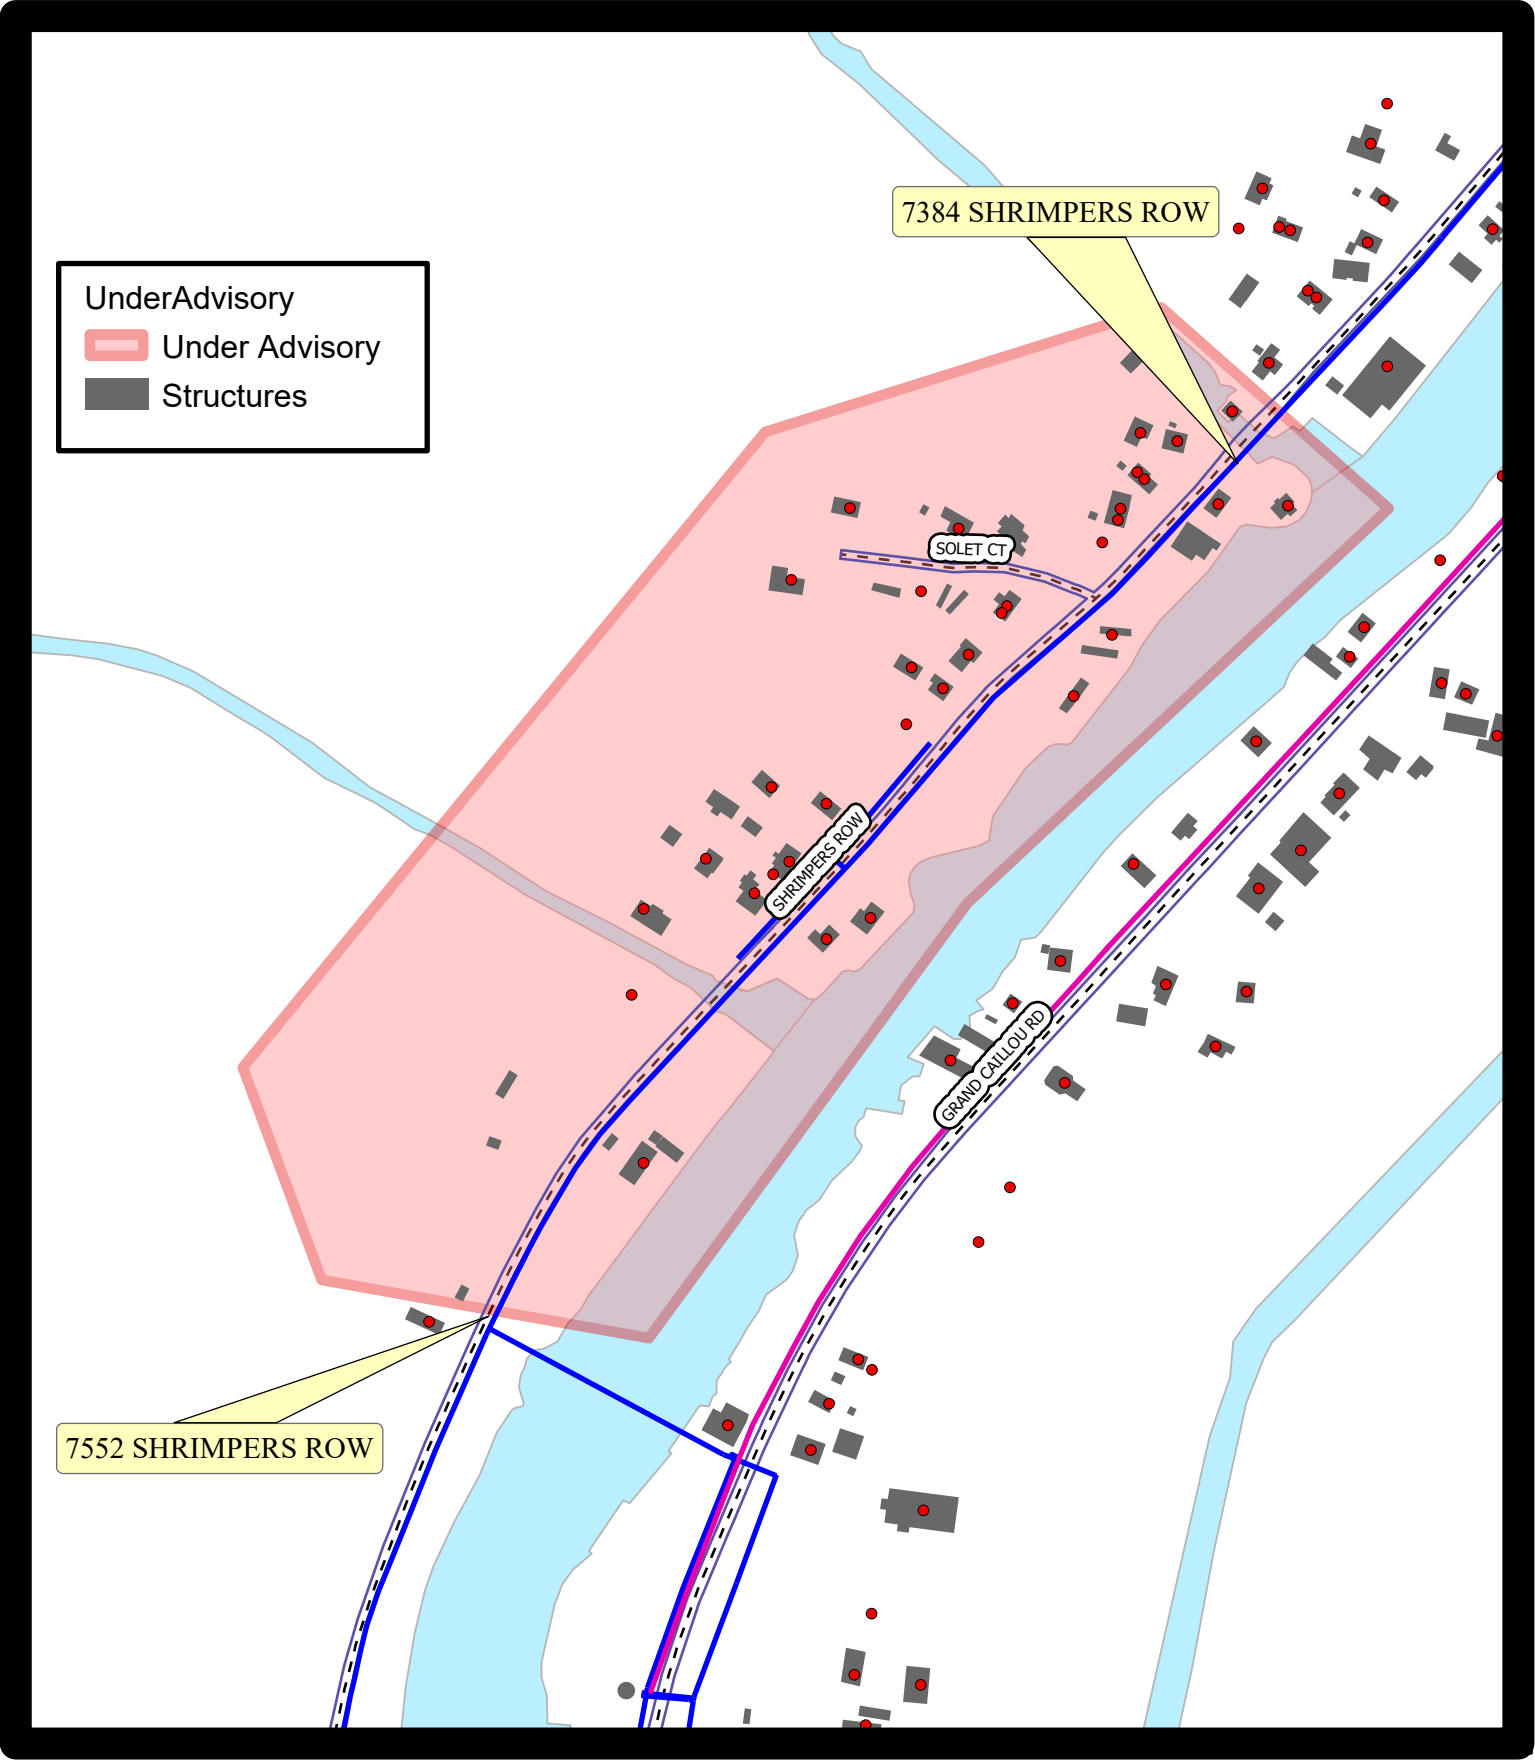 7384 SHRIMPERS ROW
UnderAdvisory
Under Advisory
Structures
SOLET CT
SHRIMPERS ROW
GRAND CAILLOU RD
7552 SHRIMPERS ROW